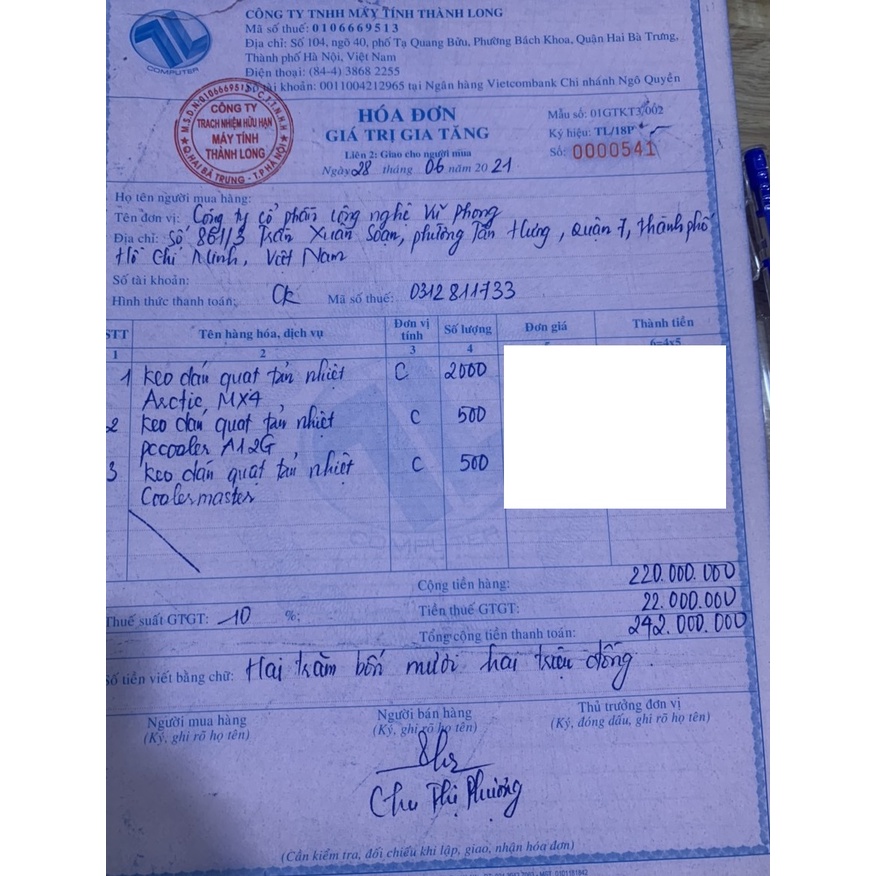 CÔNG TY TNHH MÁY TÍNH THÀNH LONG
Mã số thuế: 0106669513
Địa chỉ: Số 104, ngõ 40, phố Tạ Quang Bửu, Phường Bách Khoa, Quận Hai Bà Trưng,
Thành phố Hà Nội, Việt Nam
Điện thoại: (84-4) 3868 2255
Số tài khoản: 0011004212965 tại Ngân hàng Vietcombank Chi nhánh Ngô Quyền
COMPUTER
M.S.D.N:0106669513-C.T.T.N.H.H
CÔNG TY
TRÁCH NHIỆM HỮU HẠN
MÁY TÍNH
THÀNH LONG
Q.HAI BÀ TRƯNG - T.P HÀ NỘI
HÓA ĐƠN
GIÁ TRỊ GIA TĂNG
Liên 2: Giao cho người mua
Ngày 28 tháng 06 năm 2021
Mẫu số: 01GTKT3/002
Ký hiệu: TL/18P
Số: 0000541
Họ tên người mua hàng:
Tên đơn vị: Công ty cổ phần công nghệ Vũ Phong
Địa chỉ: Số 861/3 Trần Xuân Soạn, phường Tân Hưng, Quận 7, thành phố
Hồ Chí Minh, Việt Nam
Số tài khoản:
Hình thức thanh toán: CK Mã số thuế: 0312811733
STT Tên hàng hóa, dịch vụ Đơn vị tính Số lượng Đơn giá Thành tiền
1 2 3 4 6=4x5
1 Keo dán quạt tản nhiệt C 2000
Arctic, MX4
2 Keo dán quạt tản nhiệt C 500
pccooler A12G
3 Keo dán quạt tản nhiệt C 500
Coolermaster
COMPUTER
Cộng tiền hàng: 220.000.000
Thuế suất GTGT: 10 %; Tiền thuế GTGT: 22.000.000
Tổng cộng tiền thanh toán: 242.000.000
Số tiền viết bằng chữ: Hai trăm bốn mươi hai triệu đồng.
Người mua hàng Người bán hàng Thủ trưởng đơn vị
(Ký, ghi rõ họ tên) (Ký, ghi rõ họ tên) (Ký, đóng dấu, ghi rõ họ tên)
Chu Thị Phượng
(Cần kiểm tra, đối chiếu khi lập, giao, nhận hóa đơn)